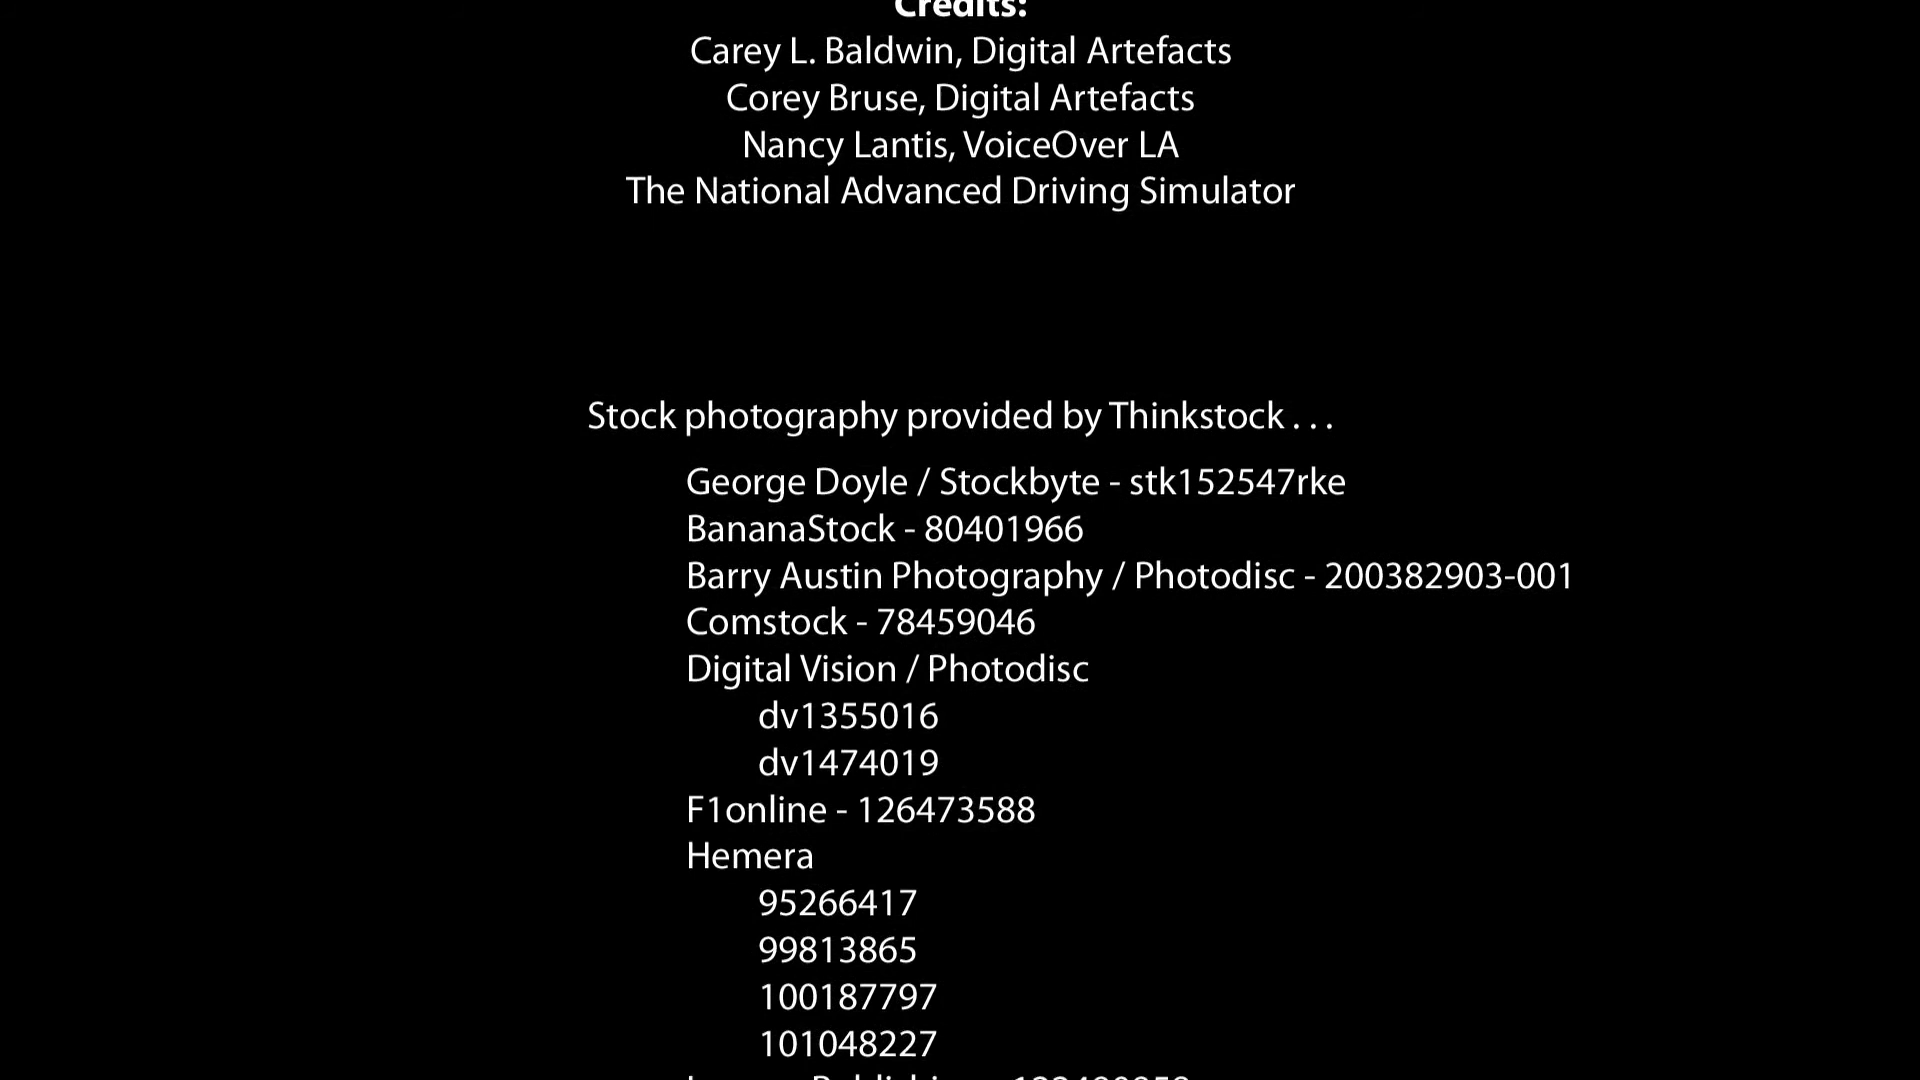 Credits:
Carey L. Baldwin, Digital Artefacts
Corey Bruse, Digital Artefacts
Nancy Lantis, VoiceOver LA
The National Advanced Driving Simulator
Stock photography provided by Thinkstock . . .
George Doyle / Stockbyte - stk152547rke
BananaStock - 80401966
Barry Austin Photography / Photodisc - 200382903-001
Comstock - 78459046
Digital Vision / Photodisc
dv1355016
dv1474019
F1online - 126473588
Hemera
95266417
99813865
100187797
101048227